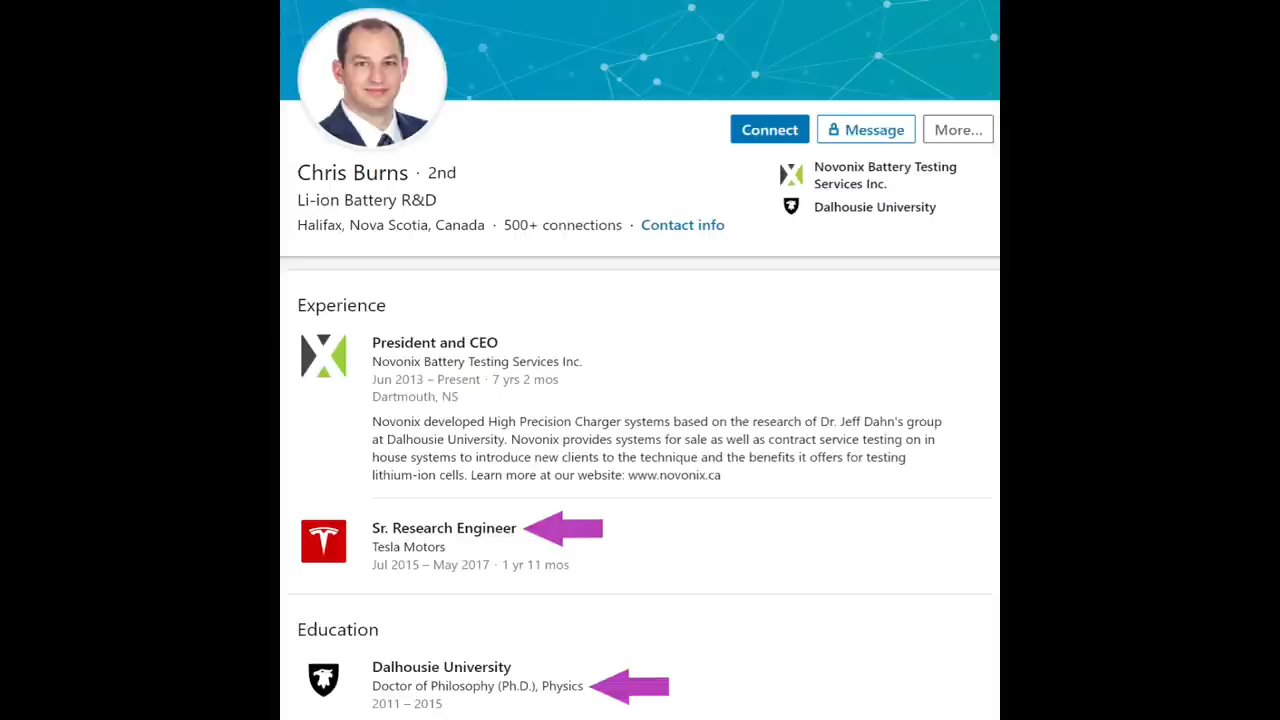 Connect
Message
More...
Chris Burns · 2nd
Li-ion Battery R&D
Halifax, Nova Scotia, Canada · 500+ connections · Contact info
Novonix Battery Testing
Services Inc.
Dalhousie University
Experience
President and CEO
Novonix Battery Testing Services Inc.
Jun 2013 – Present · 7 yrs 2 mos
Dartmouth, NS
Novonix developed High Precision Charger systems based on the research of Dr. Jeff Dahn's group
at Dalhousie University. Novonix provides systems for sale as well as contract service testing on in
house systems to introduce new clients to the technique and the benefits it offers for testing
lithium-ion cells. Learn more at our website: www.novonix.ca
Sr. Research Engineer
Tesla Motors
Jul 2015 – May 2017 · 1 yr 11 mos
Education
Dalhousie University
Doctor of Philosophy (Ph.D.), Physics
2011 – 2015